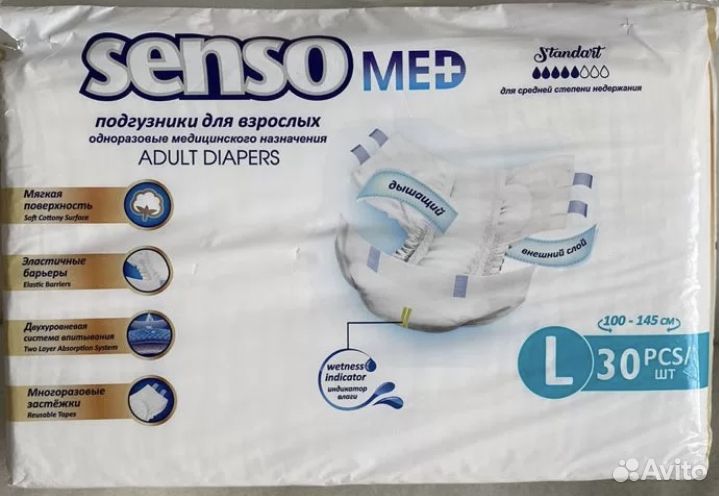 senso MED
Standart
для средней степени недержания
подгузники для взрослых
одноразовые медицинского назначения
ADULT DIAPERS
Мягкая
поверхность
Soft Cottony Surface
Эластичные
барьеры
Elastic Barriers
Двухуровневая
система впитывания
Two Layer Absorption System
Многоразовые
застёжки
Reusable Tapes
дышащий
внешний слой
wetness
indicator
индикатор
влаги
L
100 - 145 см
30 PCS/
шт
Avito